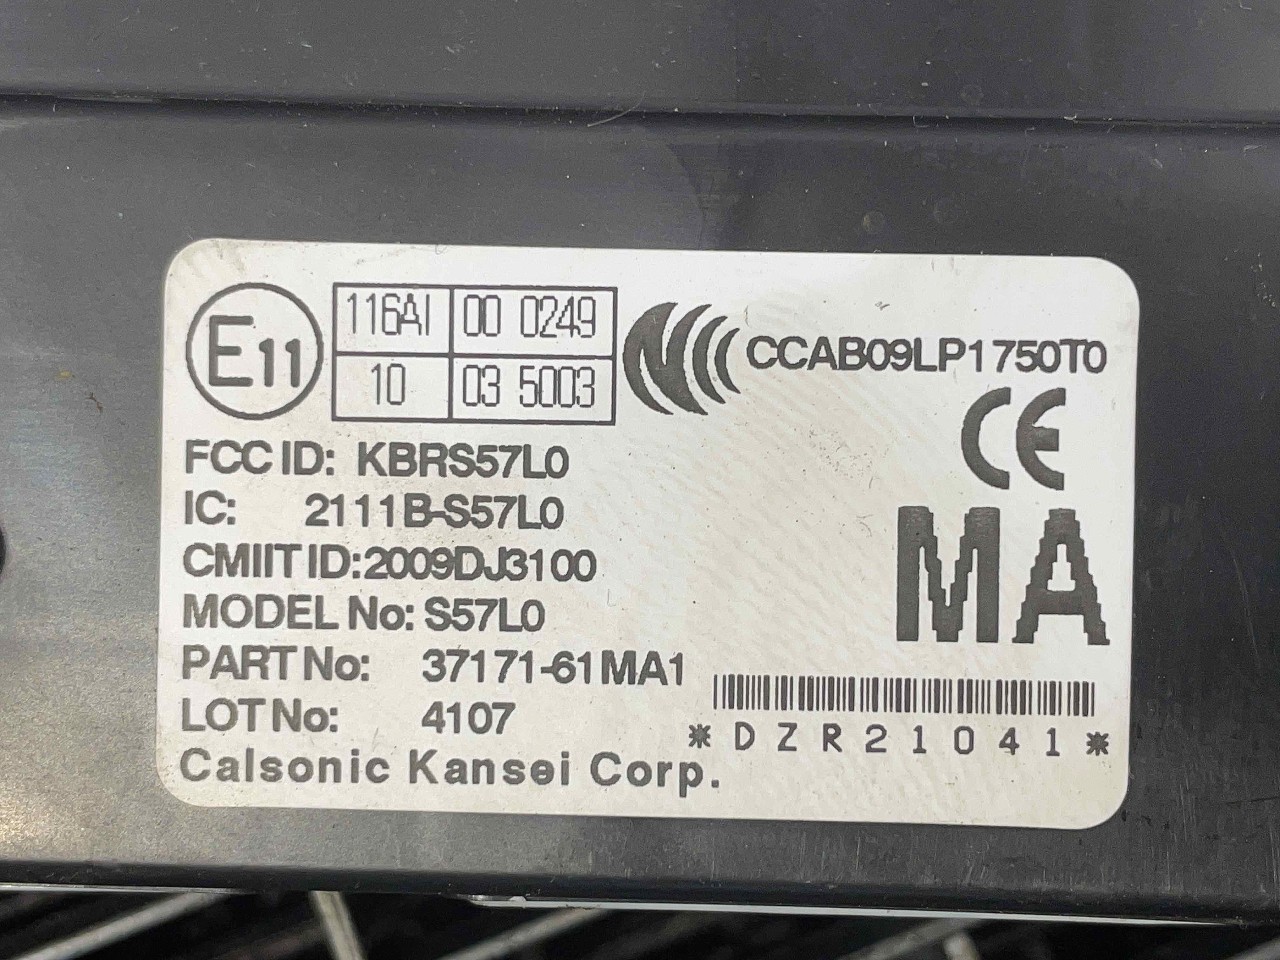 E11
116AI 00 0249
10 03 5003
CCAB09LP1750T0
CE
FCC ID: KBRS57L0
IC: 2111B-S57L0
CMIIT ID:2009DJ3100
MODEL No: S57L0
MA
PART No: 37171-61MA1
LOT No: 4107
*DZR21041*
Calsonic Kansei Corp.